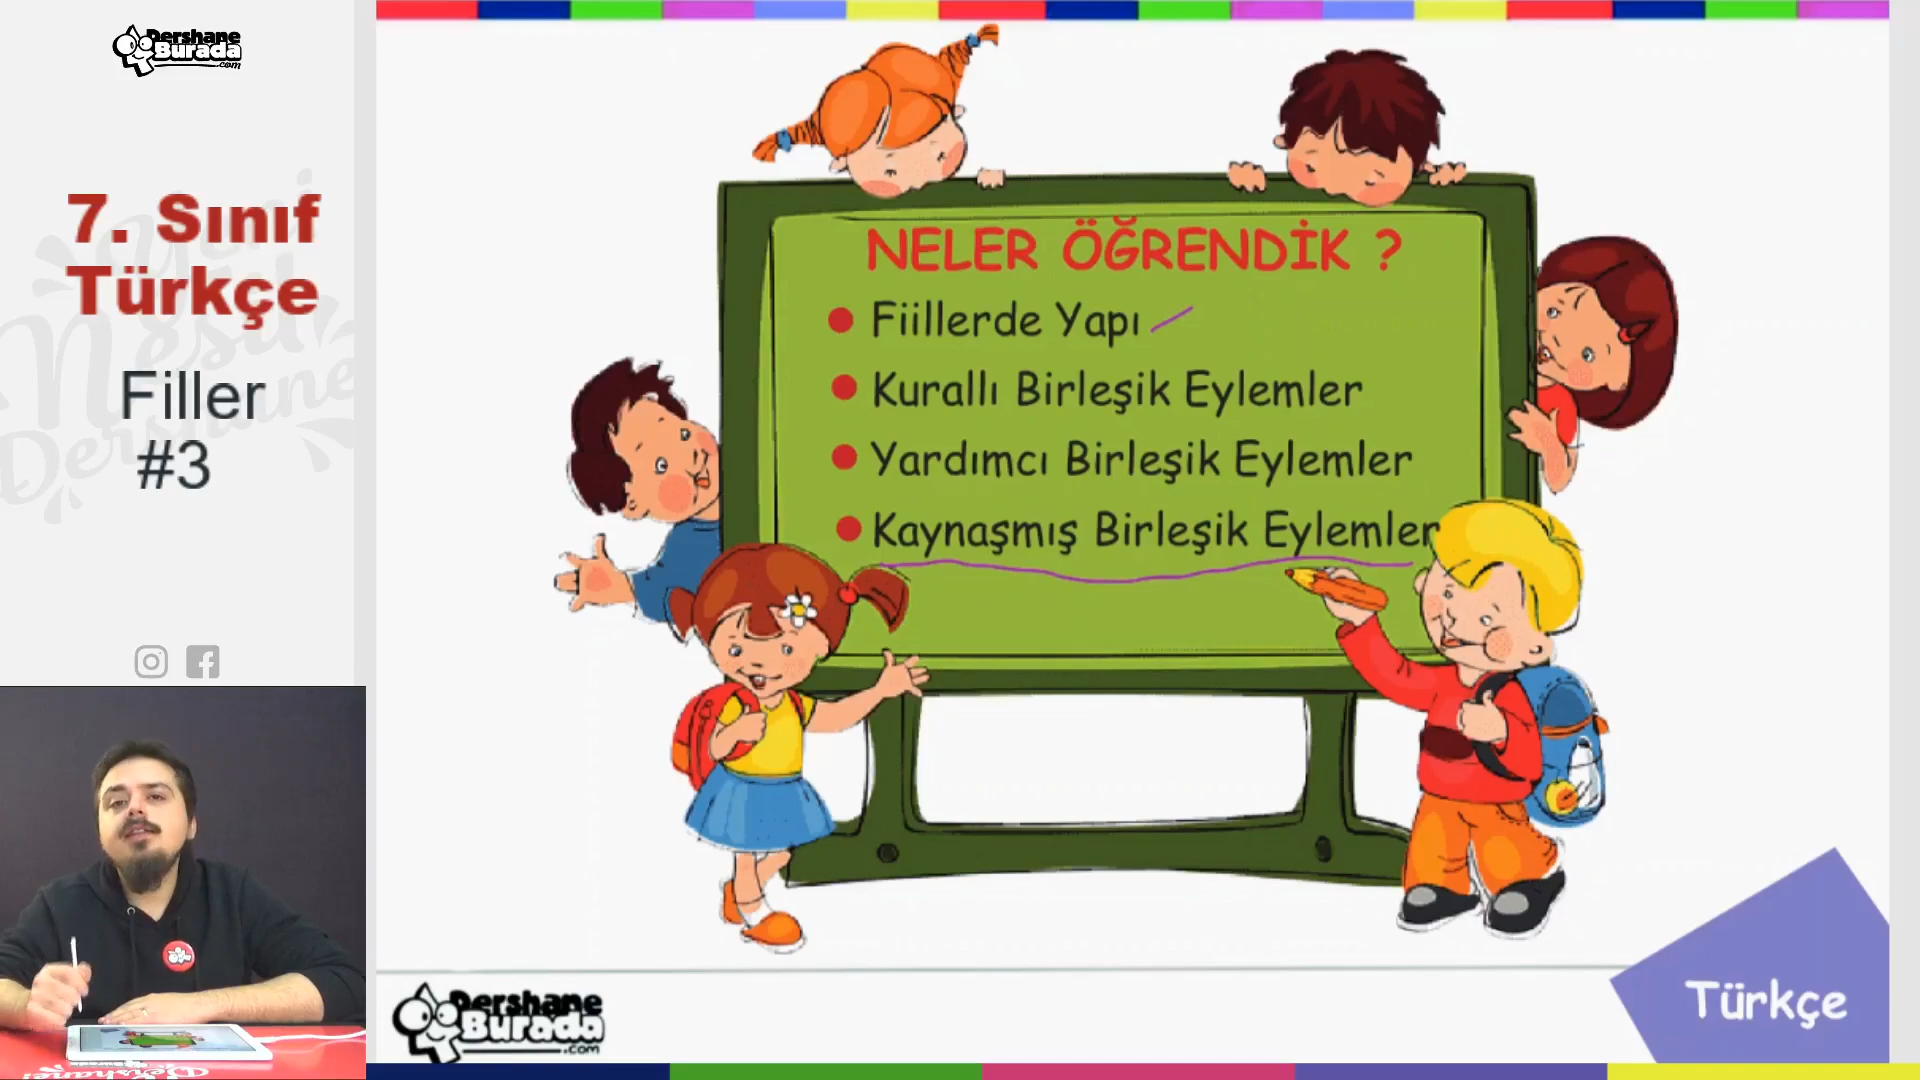 Dershane
Burada
.com
7. Sınıf
Türkçe
Filler
#3
NELER ÖĞRENDİK ?
Fiillerde Yapı
Kurallı Birleşik Eylemler
Yardımcı Birleşik Eylemler
Kaynaşmış Birleşik Eylemler
Dershane
Burada
.com
Türkçe